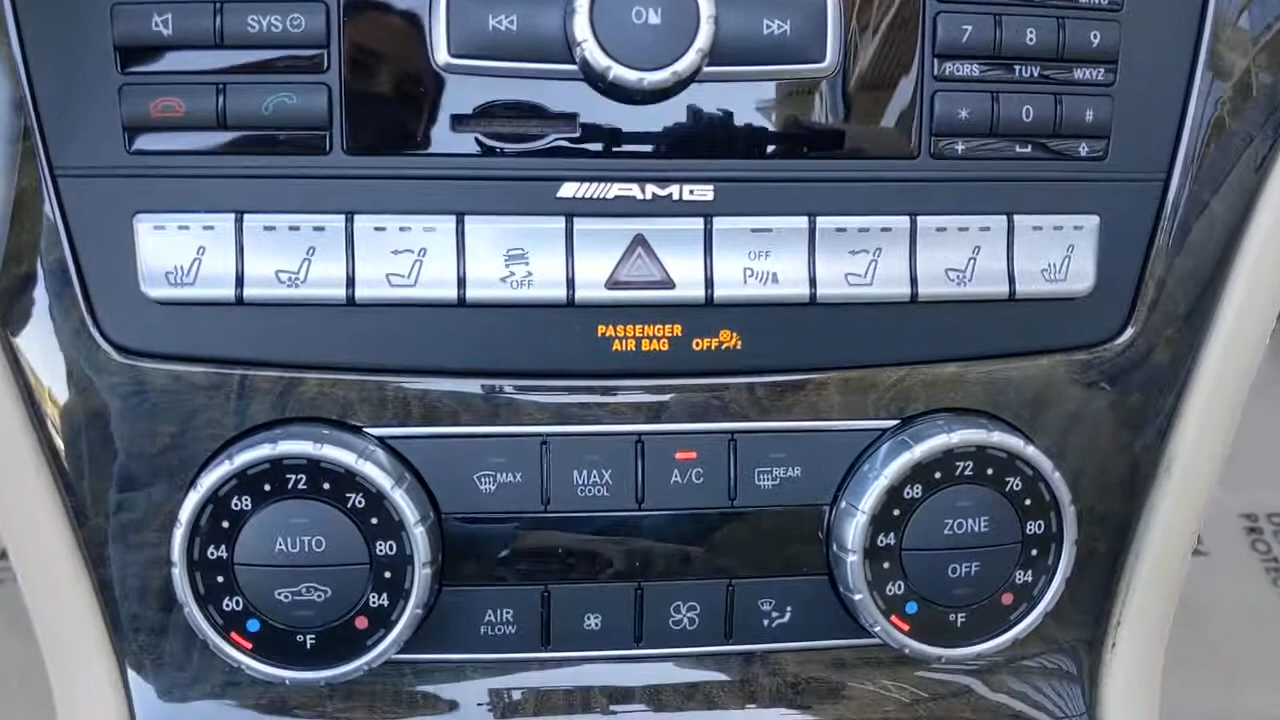 SYS
ON
7 8 9
PQRS TUV WXYZ
* 0 #
+
AMG
OFF
OFF
PASSENGER
AIR BAG OFF
60 64 68 72 76 80 84
AUTO
°F
MAX
MAX
COOL
A/C
REAR
AIR
FLOW
60 64 68 72 76 80 84
ZONE
OFF
°F